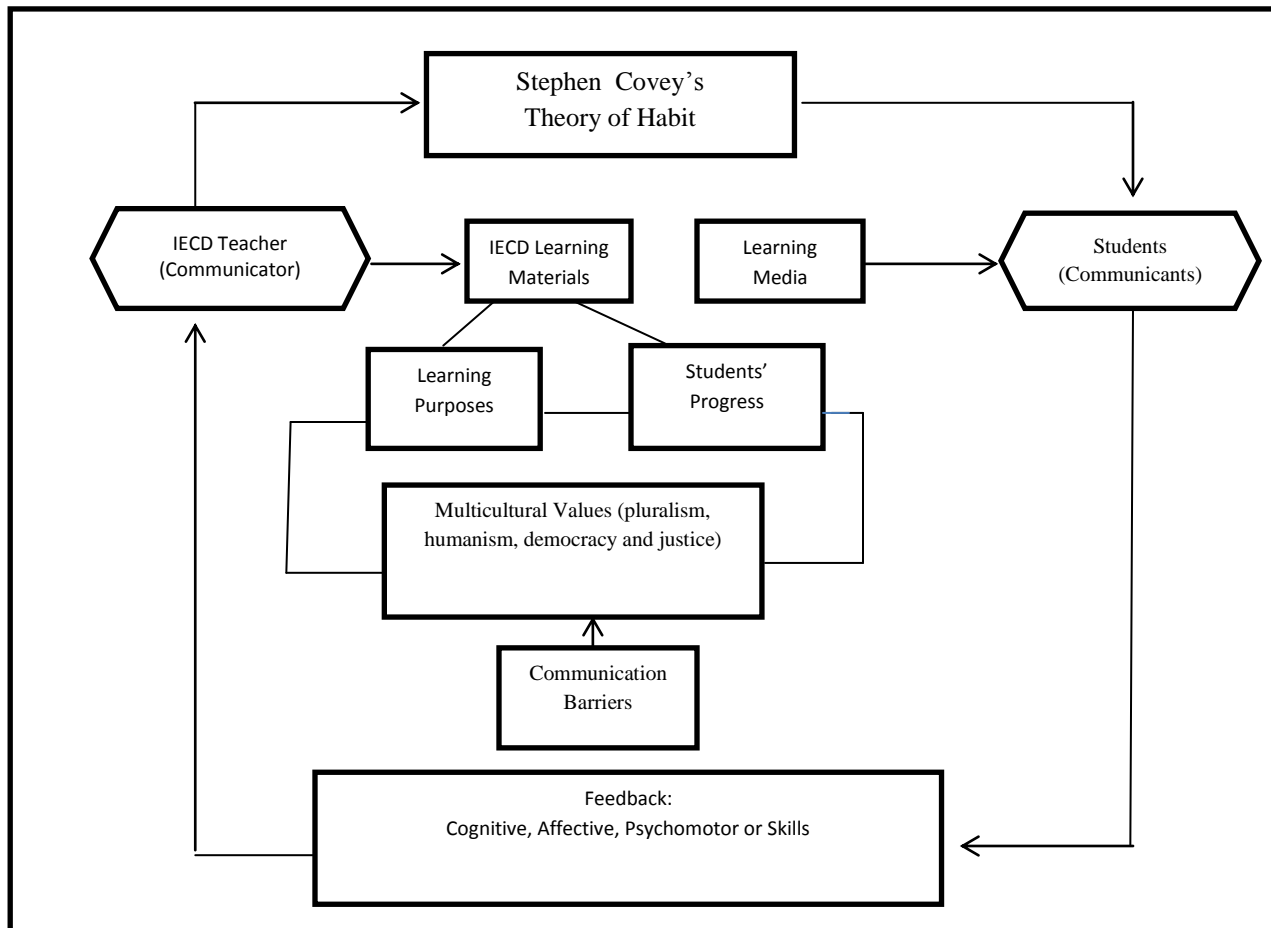 Stephen Covey's
Theory of Habit
IECD Teacher
(Communicator)
IECD Learning
Materials
Learning
Media
Students
(Communicants)
Learning
Purposes
Students'
Progress
Multicultural Values (pluralism,
humanism, democracy and justice)
Communication
Barriers
Feedback:
Cognitive, Affective, Psychomotor or Skills